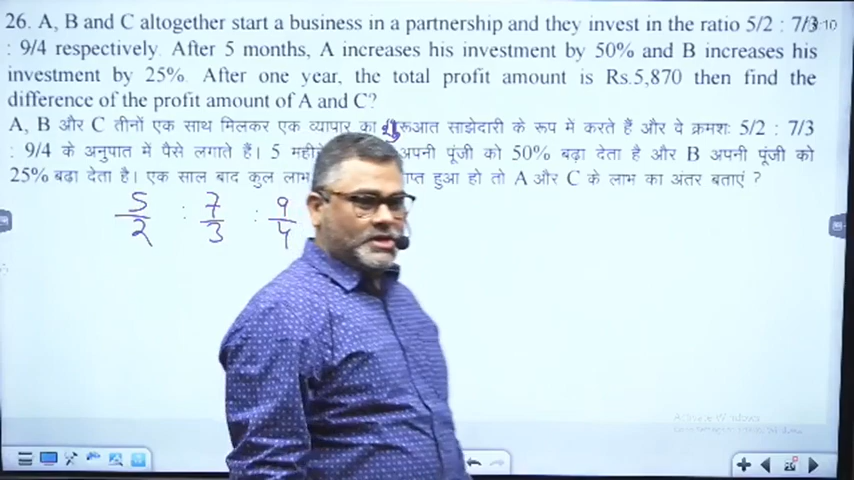 26. A, B and C altogether start a business in a partnership and they invest in the ratio 5/2 : 7/3
: 9/4 respectively. After 5 months, A increases his investment by 50% and B increases his
investment by 25%. After one year, the total profit amount is Rs.5,870 then find the
difference of the profit amount of A and C?
A, B और C तीनों एक साथ मिलकर एक व्यापार का शुरूआत साझेदारी के रूप में करते हैं और वे क्रमशः 5/2 : 7/3
: 9/4 के अनुपात में पैसे लगाते हैं। 5 अपनी पूंजी को 50% बढ़ा देता है और B अपनी पूंजी को
25% बढ़ा देता है। एक साल बाद कुल हुआ हो तो A और C के लाभ का अंतर बताएं ?
5/2 : 7/3 : 9/4
Activate Windows
26